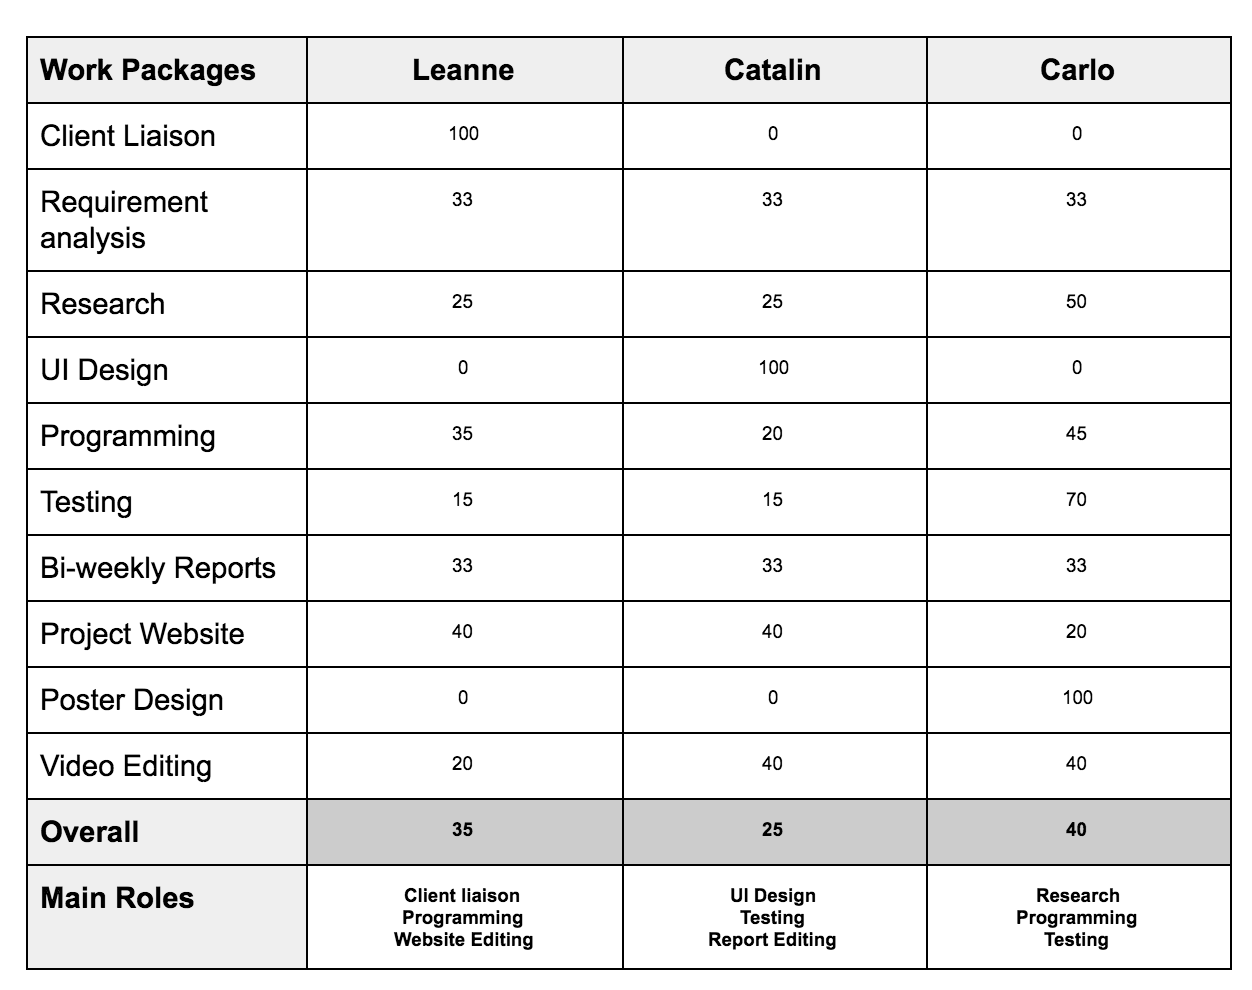 Work Packages Leanne Catalin Carlo
Client Liaison 100 0 0
Requirement 33 33 33
analysis
Research 25 25 50
UI Design 0 100 0
Programming 35 20 45
Testing 15 15 70
Bi-weekly Reports 33 33 33
Project Website 40 40 20
Poster Design 0 0 100
Video Editing 20 40 40
Overall 35 25 40
Main Roles Client liaison UI Design Research
Programming Testing Programming
Website Editing Report Editing Testing